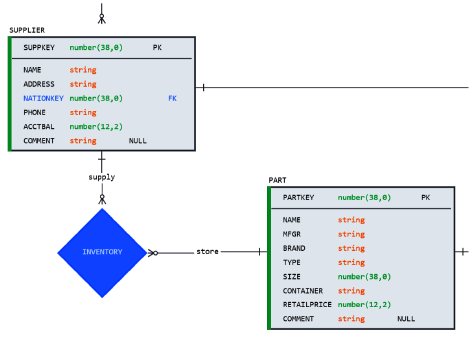 SUPPLIER
SUPPKEY number(38,0) PK
NAME string
ADDRESS string
NATIONKEY number(38,0) FK
PHONE string
ACCTBAL number(12,2)
COMMENT string NULL
supply
INVENTORY
store
PART
PARTKEY number(38,0) PK
NAME string
MFGR string
BRAND string
TYPE string
SIZE number(38,0)
CONTAINER string
RETAILPRICE number(12,2)
COMMENT string NULL